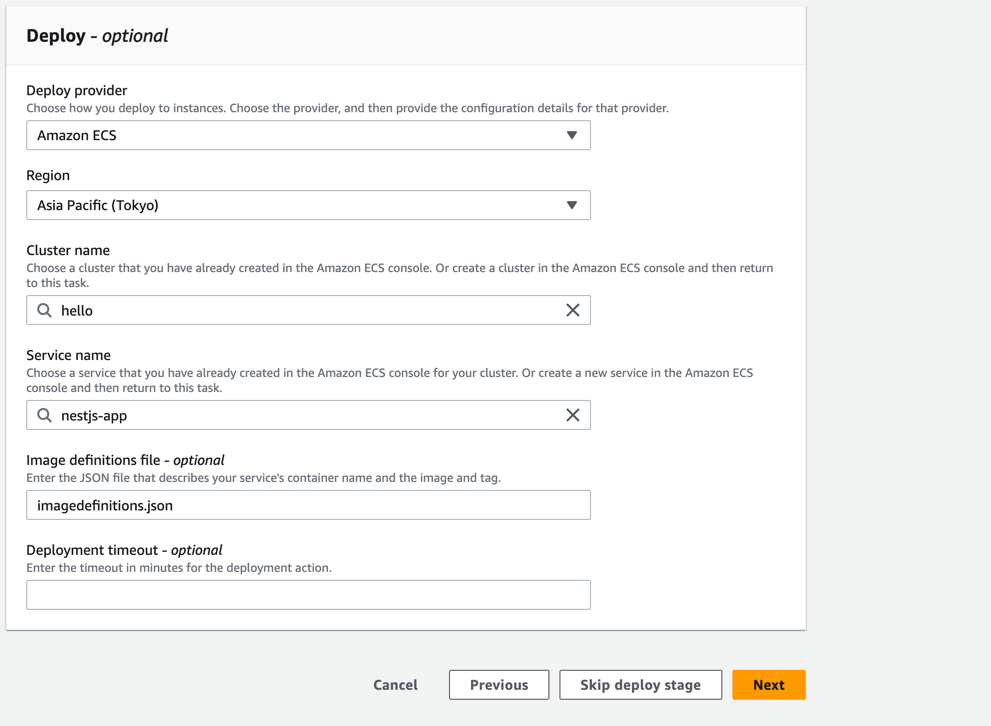 Deploy - optional
Deploy provider
Choose how you deploy to instances. Choose the provider, and then provide the configuration details for that provider.
Amazon ECS
Region
Asia Pacific (Tokyo)
Cluster name
Choose a cluster that you have already created in the Amazon ECS console. Or create a cluster in the Amazon ECS console and then return
to this task.
hello
Service name
Choose a service that you have already created in the Amazon ECS console for your cluster. Or create a new service in the Amazon ECS
console and then return to this task.
nestjs-app
Image definitions file - optional
Enter the JSON file that describes your service's container name and the image and tag.
imagedefinitions.json
Deployment timeout - optional
Enter the timeout in minutes for the deployment action.
Cancel Previous Skip deploy stage Next